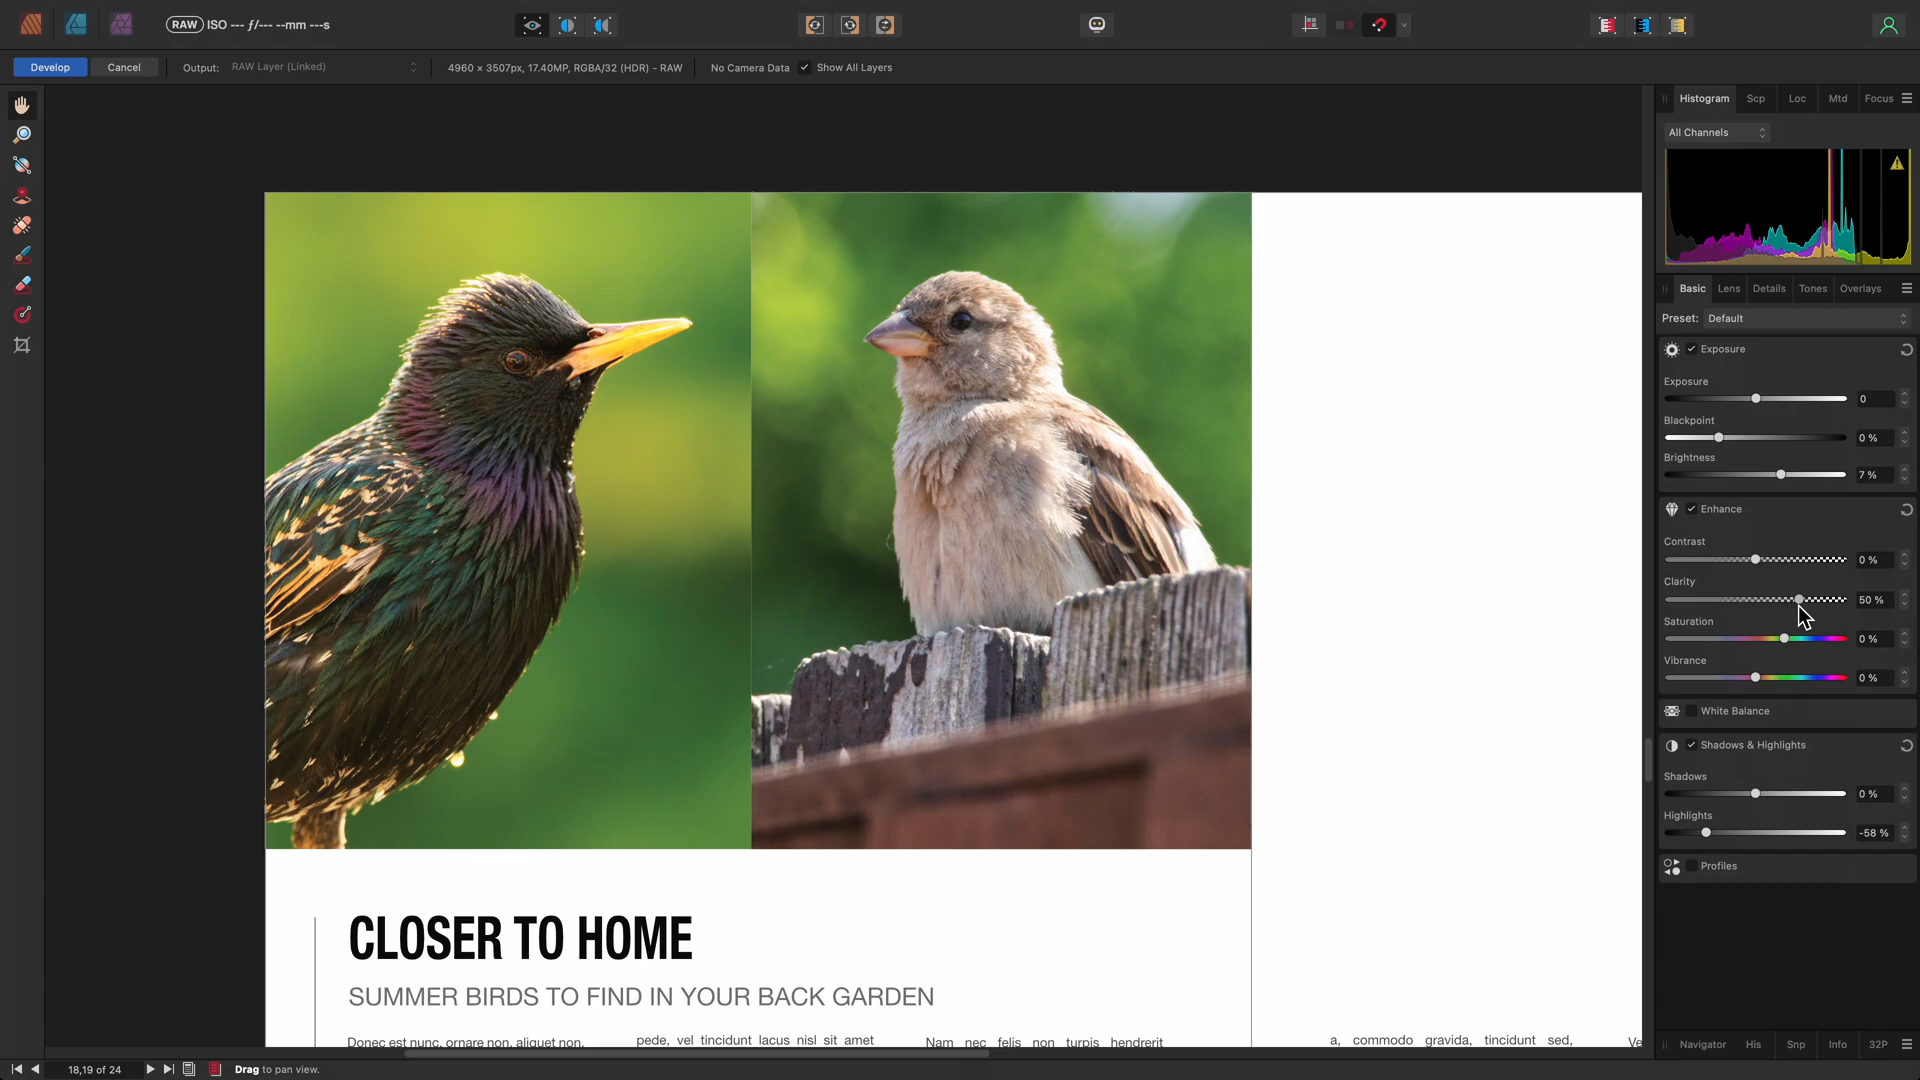 RAW ISO --- ƒ/--- --mm ---s
Develop Cancel Output: RAW Layer (Linked) 4960 × 3507px, 17.40MP, RGBA/32 (HDR) - RAW No Camera Data Show All Layers
Histogram Scp Loc Mtd Focus
All Channels
Basic Lens Details Tones Overlays
Preset: Default
Exposure
Exposure
0
Blackpoint
0 %
Brightness
7 %
Enhance
Contrast
0 %
Clarity
50 %
Saturation
0 %
Vibrance
0 %
White Balance
Shadows & Highlights
Shadows
0 %
Highlights
-58 %
Profiles
CLOSER TO HOME
SUMMER BIRDS TO FIND IN YOUR BACK GARDEN
Donec est nunc, ornare non, aliquet non,
pede, vel tincidunt lacus nisl sit amet
Nam nec felis non turpis hendrerit
a, commodo gravida, tincidunt sed,
Ve
Navigator His Snp Info 32P
18,19 of 24 Drag to pan view.